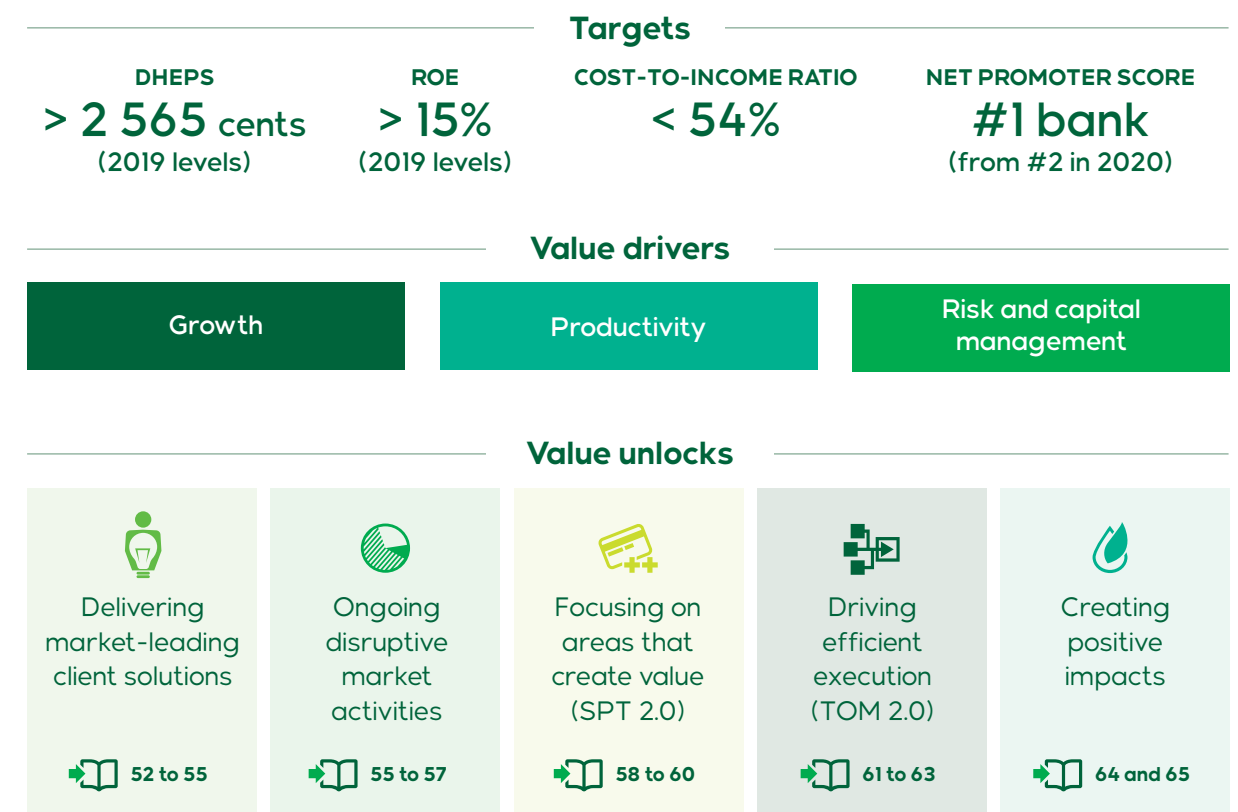 Targets
DHEPS
> 2 565 cents
(2019 levels)
ROE
> 15%
(2019 levels)
COST-TO-INCOME RATIO
< 54%
NET PROMOTER SCORE
#1 bank
(from #2 in 2020)
Value drivers
Growth
Productivity
Risk and capital
management
Value unlocks
Delivering
market-leading
client solutions
52 to 55
Ongoing
disruptive
market
activities
55 to 57
Focusing on
areas that
create value
(SPT 2.0)
58 to 60
Driving
efficient
execution
(TOM 2.0)
61 to 63
Creating
positive
impacts
64 and 65